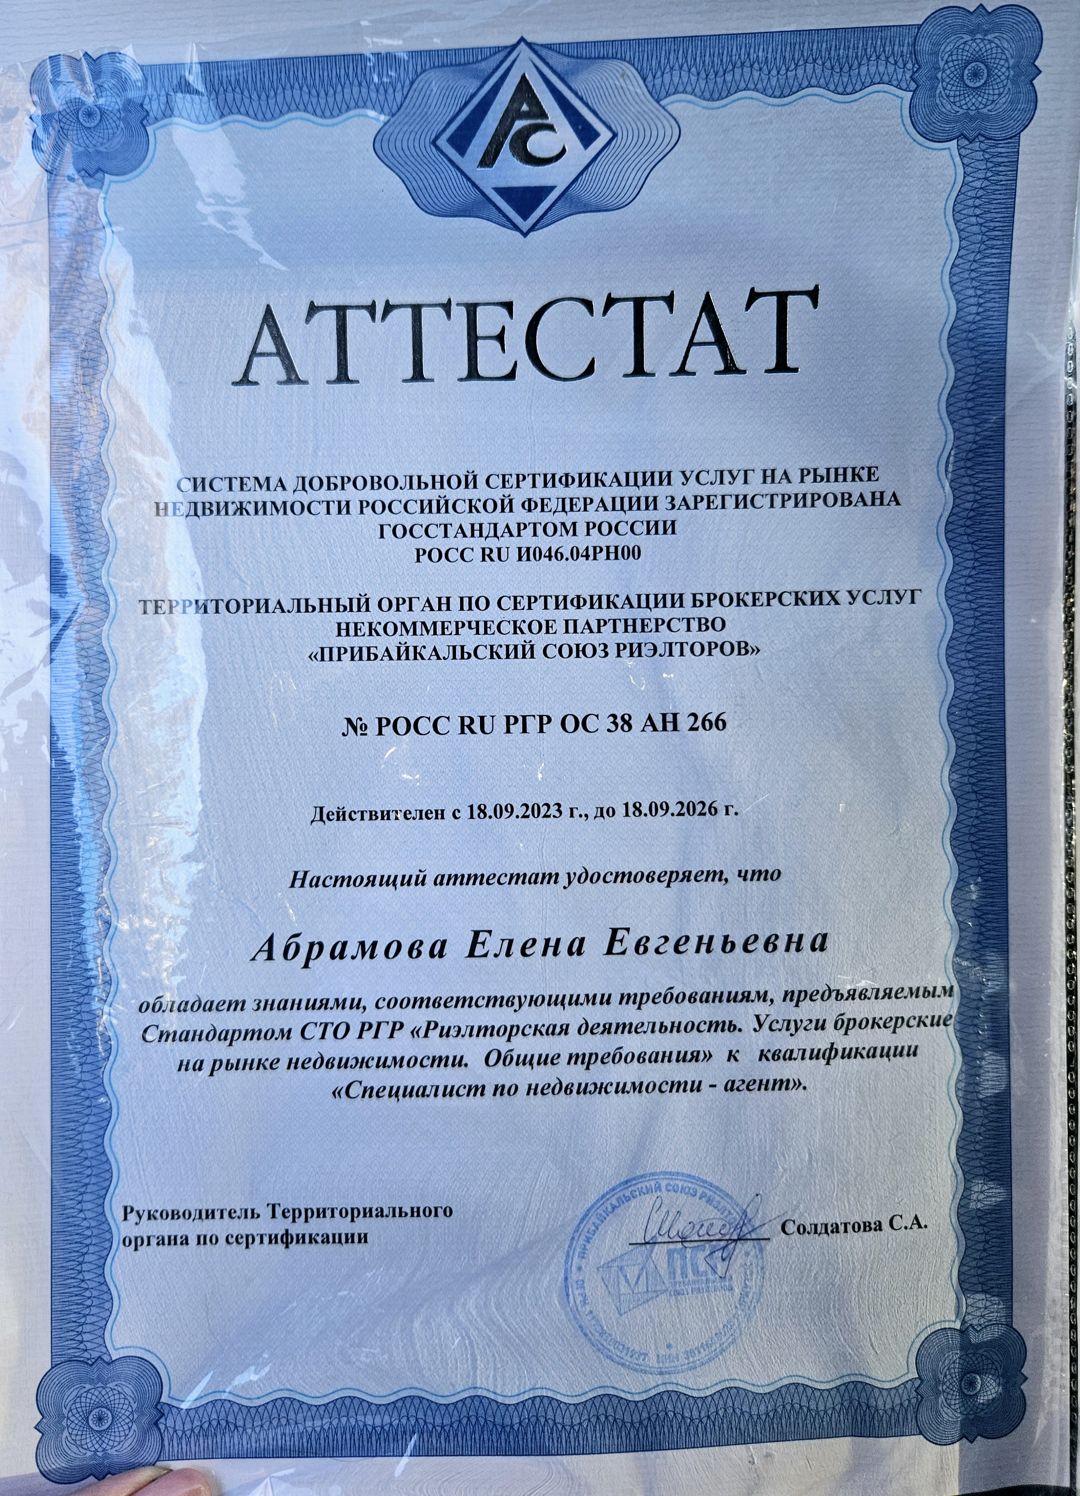 АС
АТТЕСТАТ
СИСТЕМА ДОБРОВОЛЬНОЙ СЕРТИФИКАЦИИ УСЛУГ НА РЫНКЕ
НЕДВИЖИМОСТИ РОССИЙСКОЙ ФЕДЕРАЦИИ ЗАРЕГИСТРИРОВАНА
ГОССТАНДАРТОМ РОССИИ
РОСС RU И046.04РН00
ТЕРРИТОРИАЛЬНЫЙ ОРГАН ПО СЕРТИФИКАЦИИ БРОКЕРСКИХ УСЛУГ
НЕКОММЕРЧЕСКОЕ ПАРТНЕРСТВО
«ПРИБАЙКАЛЬСКИЙ СОЮЗ РИЭЛТОРОВ»
№ РОСС RU РГР ОС 38 АН 266
Действителен с 18.09.2023 г., до 18.09.2026 г.
Настоящий аттестат удостоверяет, что
Абрамова Елена Евгеньевна
обладает знаниями, соответствующими требованиям, предъявляемым
Стандартом СТО РГР «Риэлторская деятельность. Услуги брокерские
на рынке недвижимости. Общие требования» к квалификации
«Специалист по недвижимости - агент».
Руководитель Территориального
органа по сертификации
Солдатова С.А.
ПРИБАЙКАЛЬСКИЙ СОЮЗ